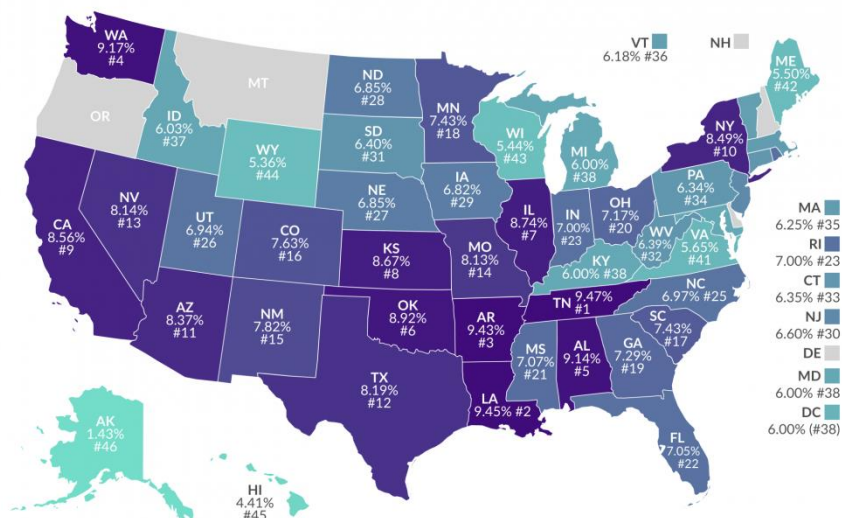 WA
9.17%
#4
OR
MT
ID
6.03%
#37
WY
5.36%
#44
ND
6.85%
#28
SD
6.40%
#31
NE
6.85%
#27
MN
7.43%
#18
IA
6.82%
#29
WI
5.44%
#43
MI
6.00%
#38
VT
6.18% #36
NH
ME
5.50%
#42
NY
8.49%
#10
PA
6.34%
#34
CA
8.56%
#9
NV
8.14%
#13
UT
6.94%
#26
CO
7.63%
#16
KS
8.67%
#8
MO
8.13%
#14
IL
8.74%
#7
IN
7.00%
#23
OH
7.17%
#20
WV
6.39%
#32
VA
5.65%
#41
KY
6.00% #38
AZ
8.37%
#11
NM
7.82%
#15
OK
8.92%
#6
AR
9.43%
#3
TN 9.47%
#1
NC
6.97% #25
SC
7.43%
#17
TX
8.19%
#12
LA
9.45% #2
MS
7.07%
#21
AL
9.14%
#5
GA
7.29%
#19
FL
7.05%
#22
AK
1.43%
#46
HI
4.41%
#45
MA
6.25% #35
RI
7.00% #23
CT
6.35% #33
NJ
6.60% #30
DE
MD
6.00% #38
DC
6.00% (#38)